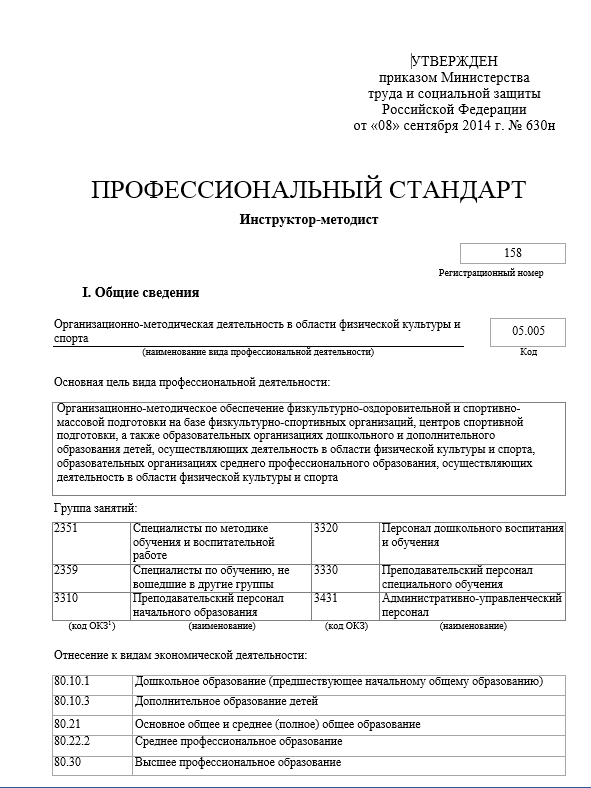 УТВЕРЖДЕН
приказом Министерства
труда и социальной защиты
Российской Федерации
от «08» сентября 2014 г. № 630н
ПРОФЕССИОНАЛЬНЫЙ СТАНДАРТ
Инструктор-методист
158
Регистрационный номер
I. Общие сведения
Организационно-методическая деятельность в области физической культуры и
спорта
05.005
(наименование вида профессиональной деятельности)
Код
Основная цель вида профессиональной деятельности:
Организационно-методическое обеспечение физкультурно-оздоровительной и спортивно-
массовой подготовки на базе физкультурно-спортивных организаций, центров спортивной
подготовки, а также образовательных организациях дошкольного и дополнительного
образования детей, осуществляющих деятельность в области физической культуры и спорта,
образовательных организациях среднего профессионального образования, осуществляющих
деятельность в области физической культуры и спорта
Группа занятий:
2351 Специалисты по методике 3320 Персонал дошкольного воспитания
обучения и воспитательной и обучения
работе
2359 Специалисты по обучению, не 3330 Преподавательский персонал
вошедшие в другие группы специального обучения
3310 Преподавательский персонал 3431 Административно-управленческий
начального образования персонал
(код ОКЗ¹) (наименование) (код ОКЗ) (наименование)
Отнесение к видам экономической деятельности:
80.10.1 Дошкольное образование (предшествующее начальному общему образованию)
80.10.3 Дополнительное образование детей
80.21 Основное общее и среднее (полное) общее образование
80.22.2 Среднее профессиональное образование
80.30 Высшее профессиональное образование